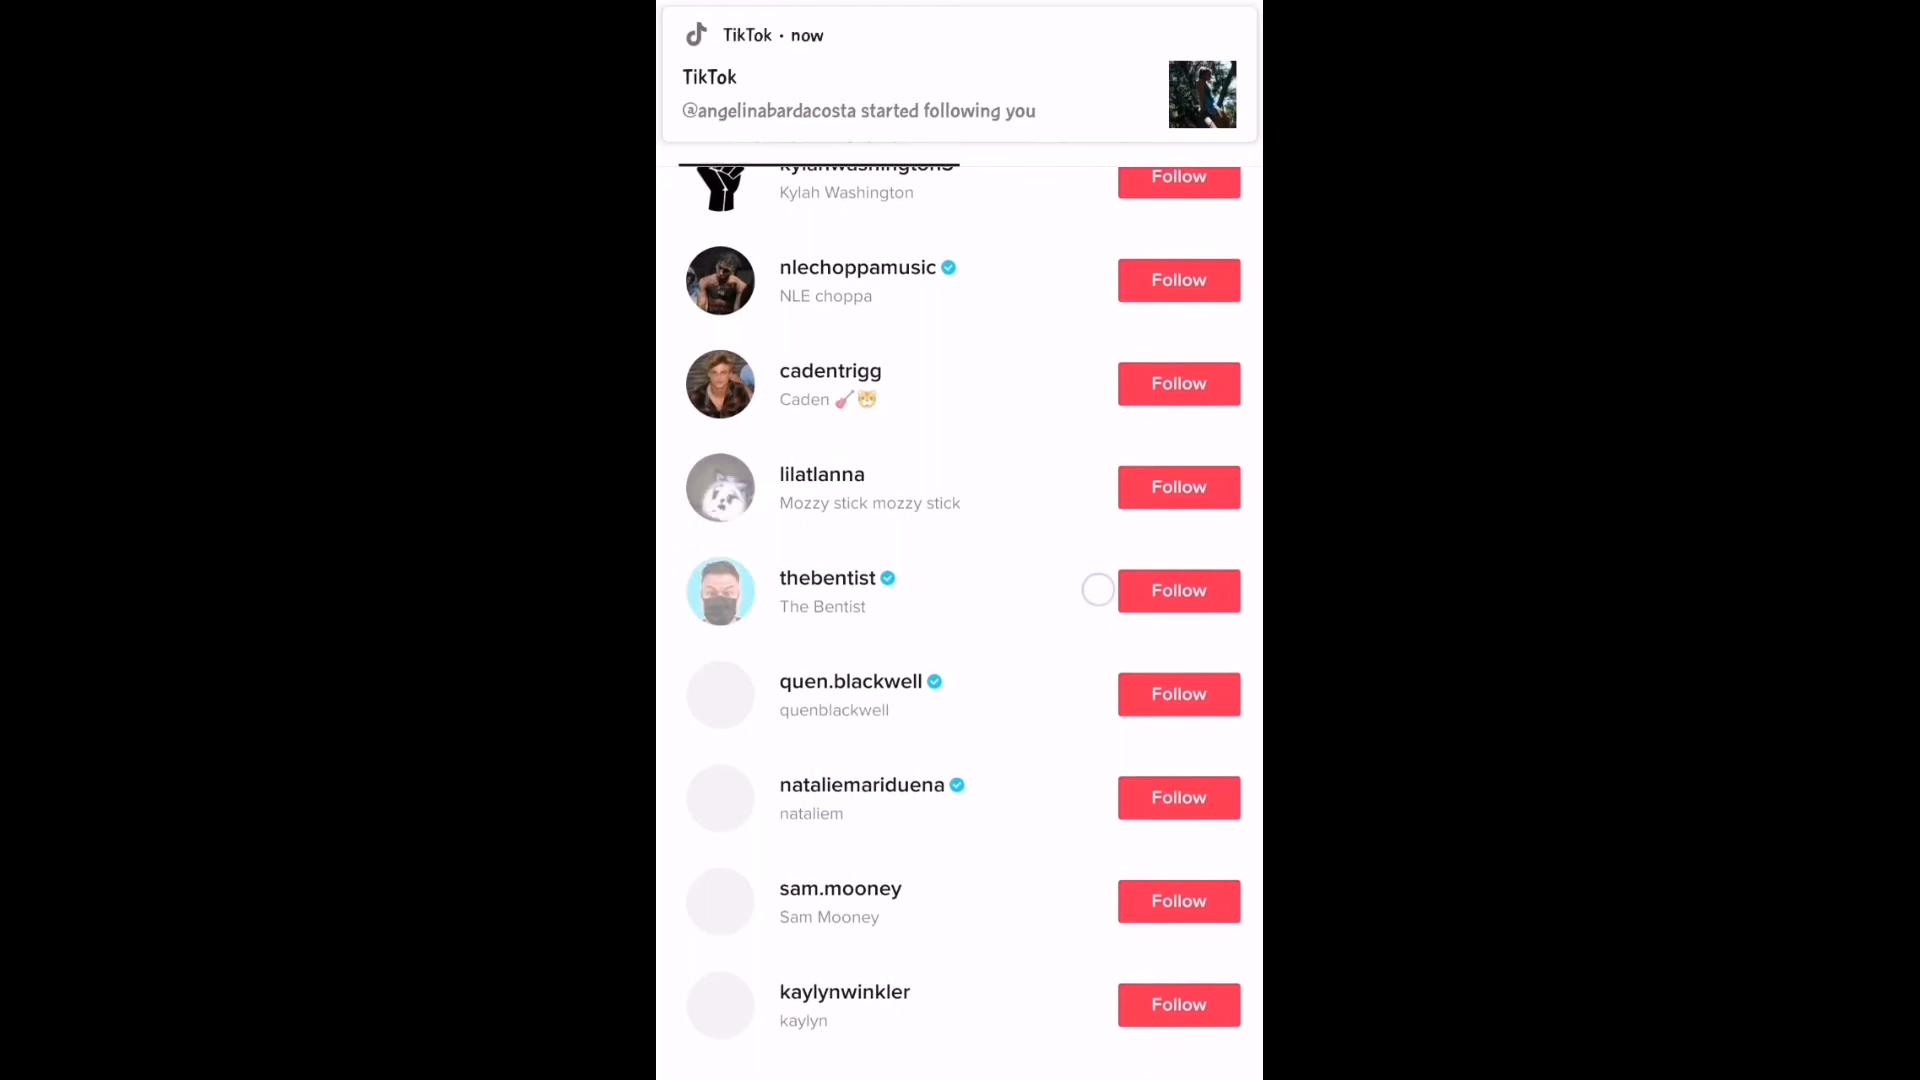 TikTok • now
TikTok
@angelinabardacosta started following you
Kylah Washington
Follow
nlechoppamusic
NLE choppa
Follow
cadentrigg
Caden 🎸🐯
Follow
lilatlanna
Mozzy stick mozzy stick
Follow
thebentist
The Bentist
Follow
quen.blackwell
quenblackwell
Follow
nataliemariduena
nataliem
Follow
sam.mooney
Sam Mooney
Follow
kaylynwinkler
kaylyn
Follow